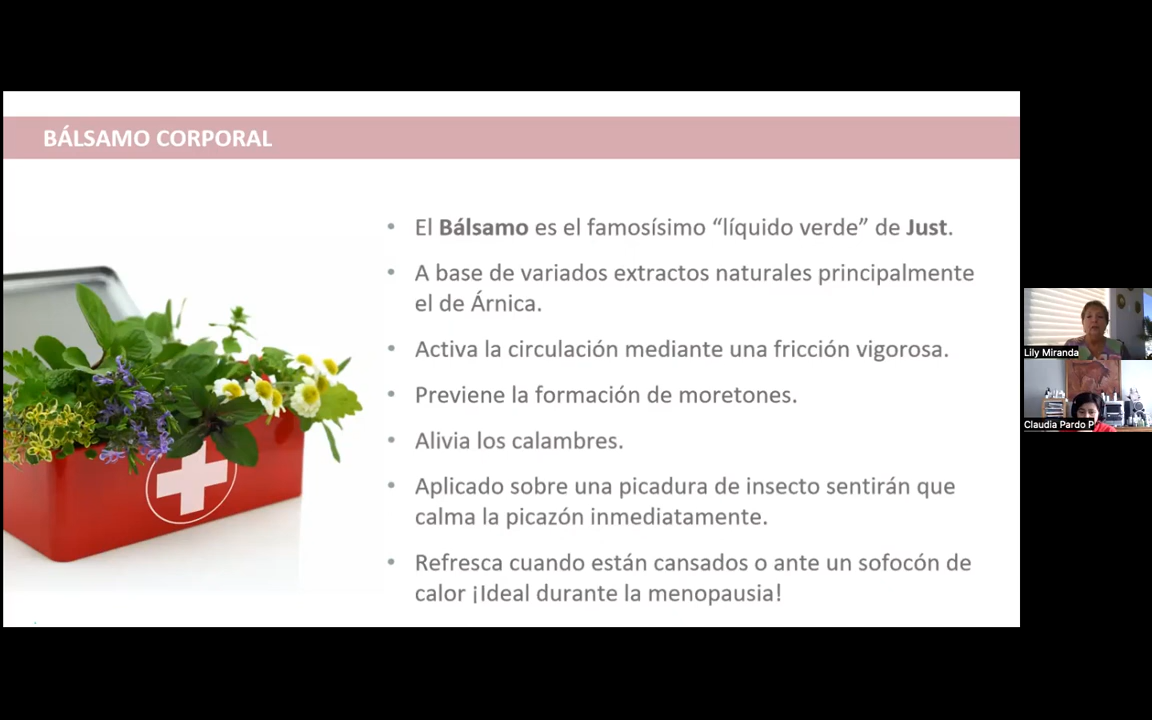 BÁLSAMO CORPORAL
• El Bálsamo es el famosísimo “líquido verde” de Just.
• A base de variados extractos naturales principalmente
el de Árnica.
• Activa la circulación mediante una fricción vigorosa.
• Previene la formación de moretones.
• Alivia los calambres.
• Aplicado sobre una picadura de insecto sentirán que
calma la picazón inmediatamente.
• Refresca cuando están cansados o ante un sofocón de
calor ¡Ideal durante la menopausia!
Lily Miranda
Claudia Pardo P